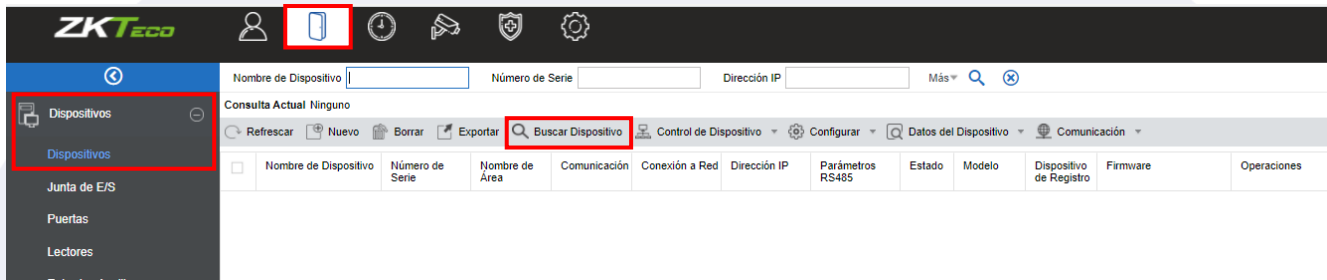 ZKTeco
Nombre de Dispositivo Número de Serie Dirección IP Más
Dispositivos
Consulta Actual Ninguno
Refrescar Nuevo Borrar Exportar Buscar Dispositivo Control de Dispositivo Configurar Datos del Dispositivo Comunicación
Dispositivos
Nombre de Dispositivo Número de Serie Nombre de Área Comunicación Conexión a Red Dirección IP Parámetros RS485 Estado Modelo Dispositivo de Registro Firmware Operaciones
Junta de E/S
Puertas
Lectores